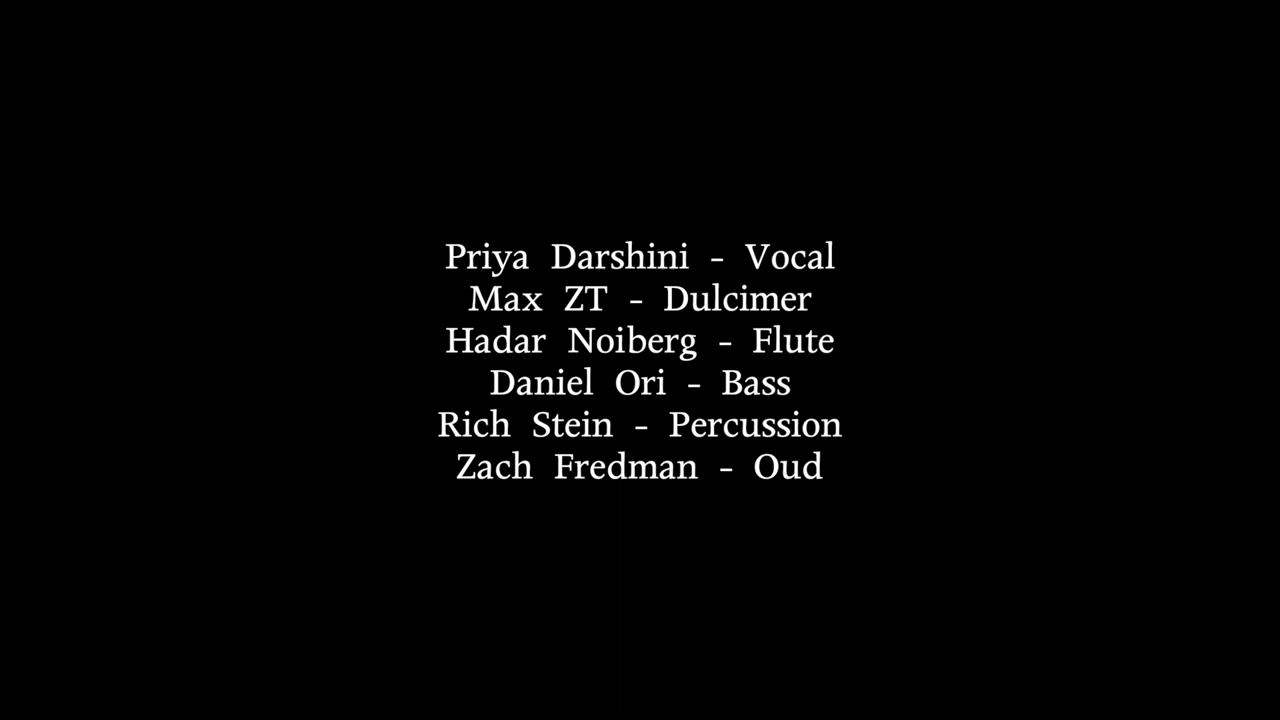 Priya Darshini - Vocal
Max ZT - Dulcimer
Hadar Noiberg - Flute
Daniel Ori - Bass
Rich Stein - Percussion
Zach Fredman - Oud